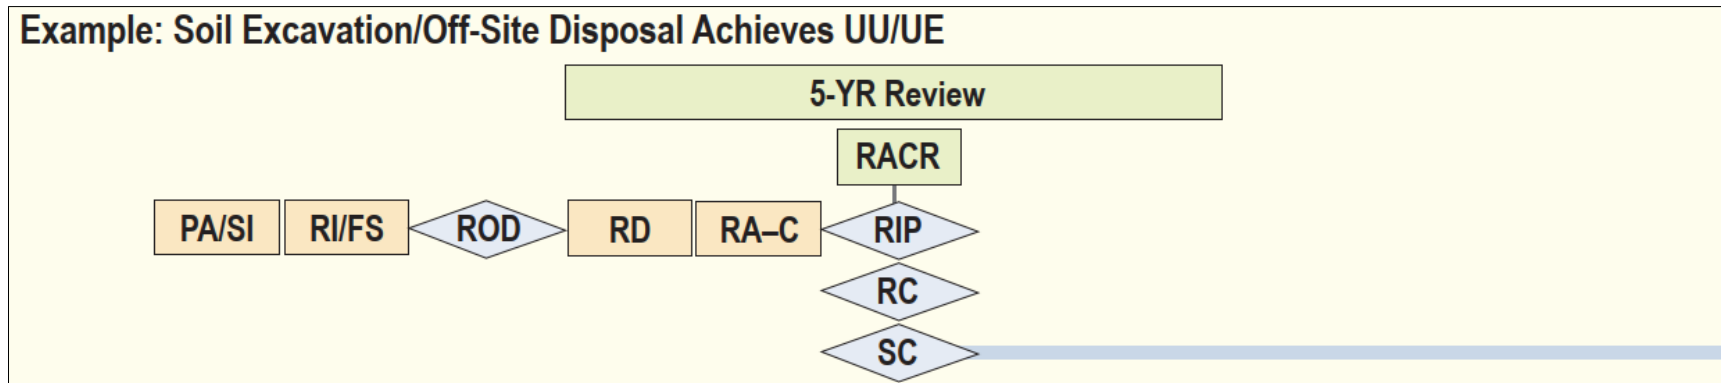 Example: Soil Excavation/Off-Site Disposal Achieves UU/UE
5-YR Review
RACR
PA/SI RI/FS ROD RD RA–C RIP
RC
SC